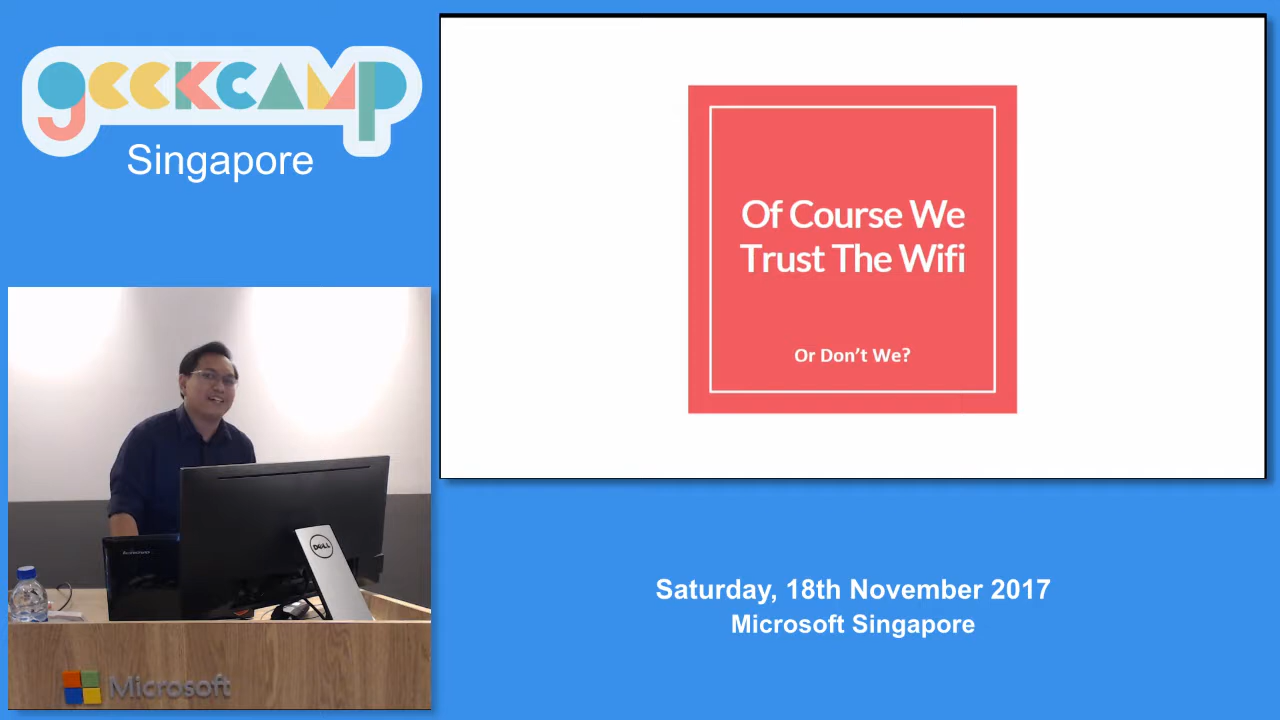 geekcamp
Singapore
Of Course We
Trust The Wifi
Or Don't We?
DELL
Microsoft
Saturday, 18th November 2017
Microsoft Singapore